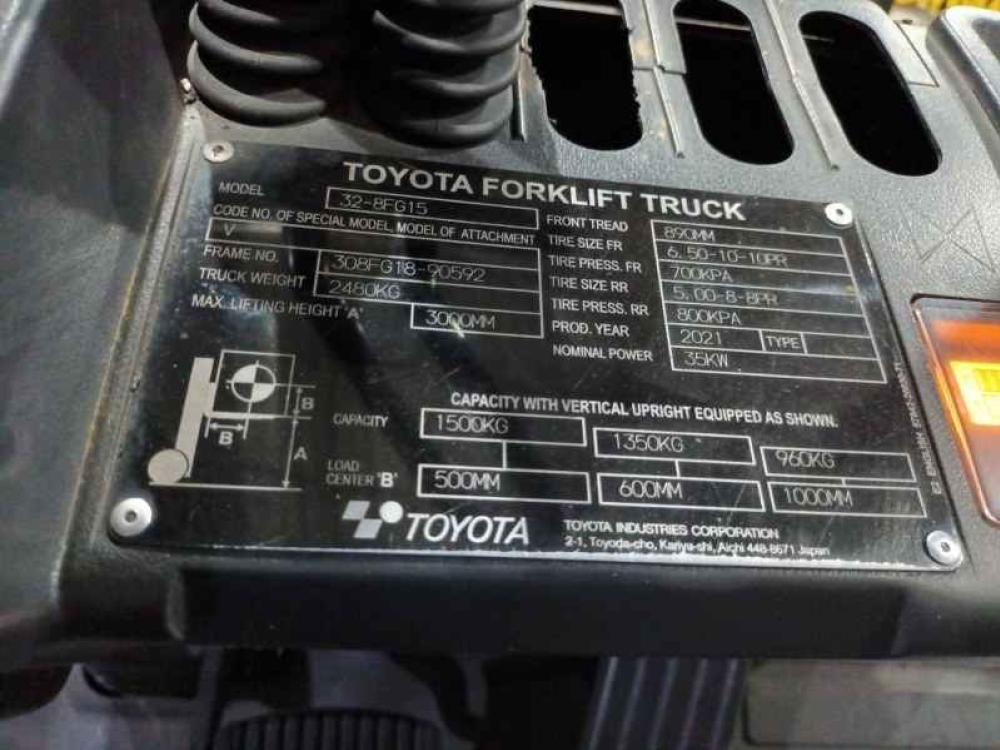 TOYOTA FORKLIFT TRUCK
MODEL 32-8FG15
CODE NO. OF SPECIAL MODEL, MODEL OF ATTACHMENT
V
FRAME NO. 308FG18-90592
TRUCK WEIGHT 2480KG
MAX. LIFTING HEIGHT 'A' 3000MM
FRONT TREAD 890MM
TIRE SIZE FR 6.50-10-10PR
TIRE PRESS. FR 700KPA
TIRE SIZE RR 5.00-8-8PR
TIRE PRESS. RR 800KPA
PROD. YEAR 2021 TYPE
NOMINAL POWER 35KW
B
B
A
CAPACITY WITH VERTICAL UPRIGHT EQUIPPED AS SHOWN.
CAPACITY 1500KG 1350KG 960KG
LOAD
CENTER 'B' 500MM 600MM 1000MM
TOYOTA
TOYOTA INDUSTRIES CORPORATION
2-1, Toyoda-cho, Kariya-shi, Aichi 448-8671 Japan
E2 ENGLISH